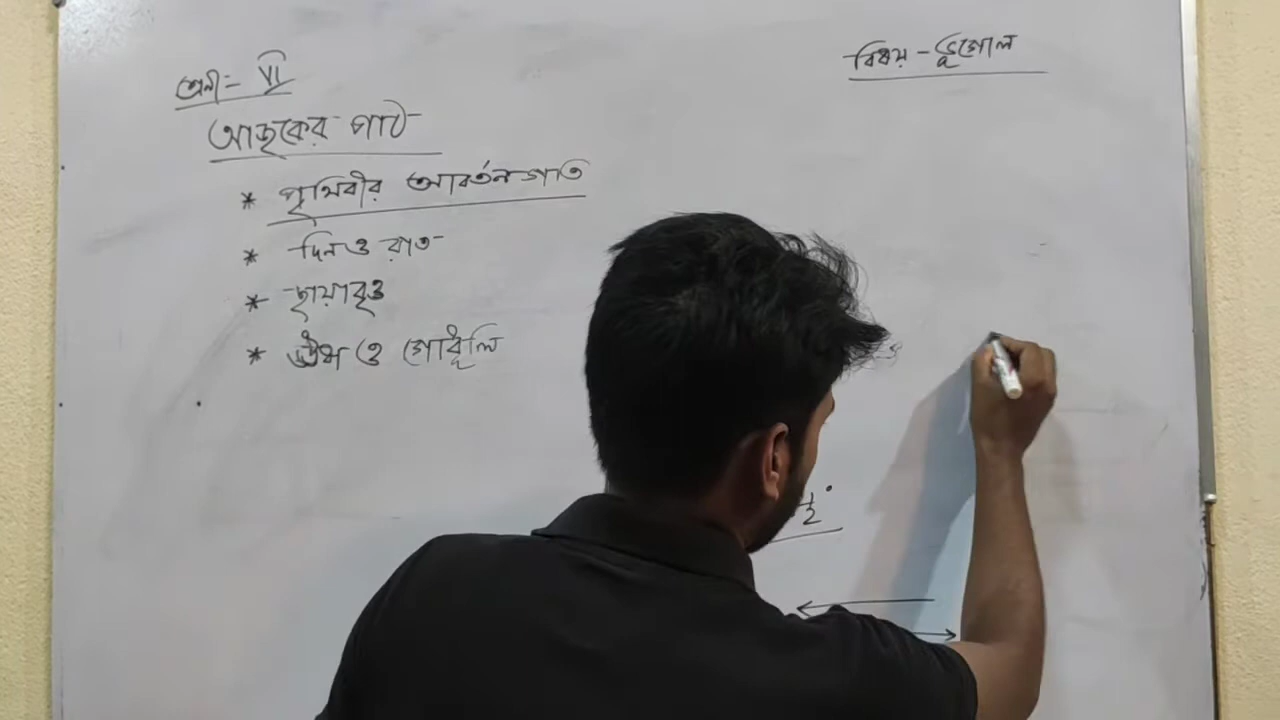 শ্রেণী - VI
বিষয় - ভূগোল
আজকের পাঠ
* পৃথিবীর আবর্তন গতি
* দিন ও রাত
* ছায়াবৃত্ত
* ঊষা ও গোধূলি